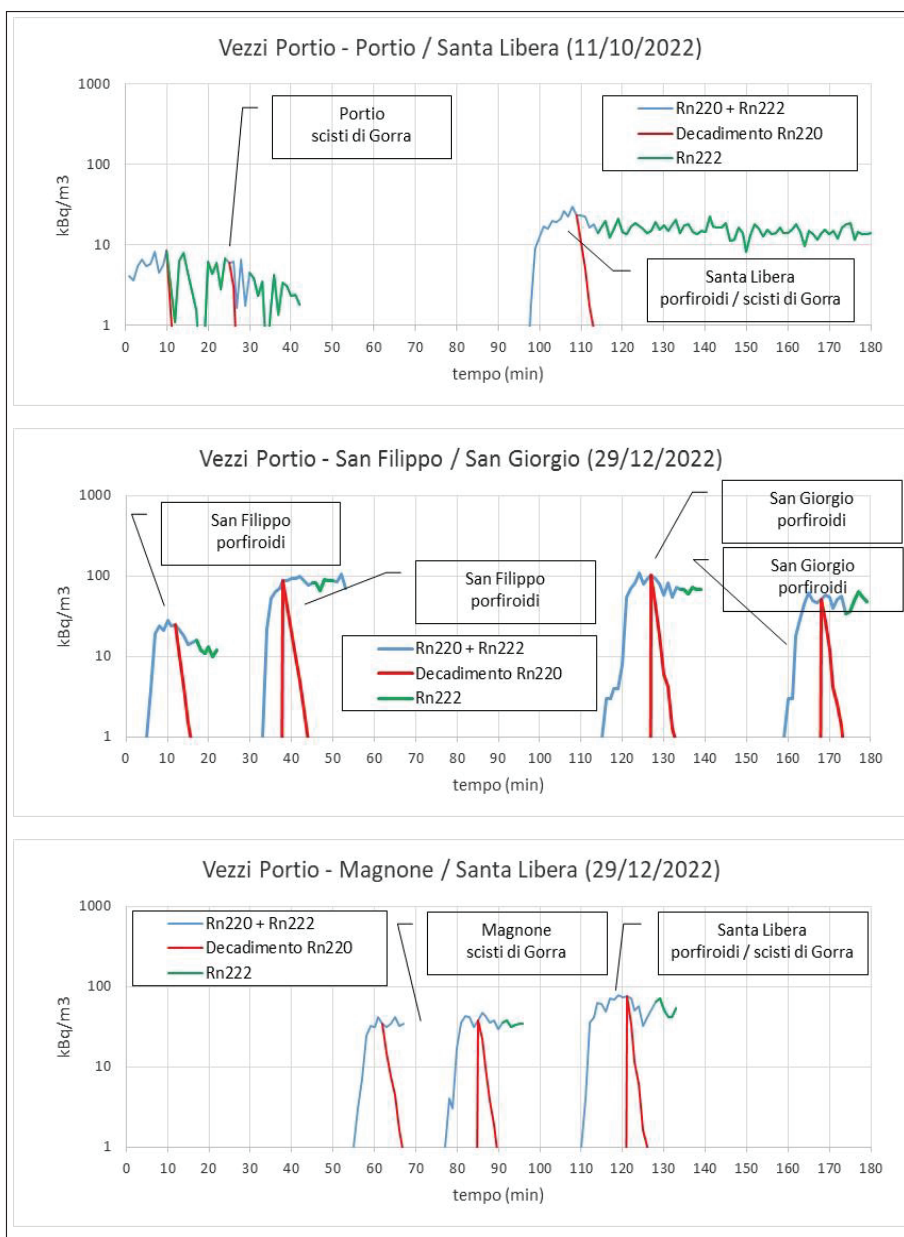 Vezzi Portio - Portio / Santa Libera (11/10/2022)
1000
100
10
1
kBq/m3
Portio
scisti di Gorra
Rn220 + Rn222
Decadimento Rn220
Rn222
Santa Libera
porfiroidi / scisti di Gorra
0 10 20 30 40 50 60 70 80 90 100 110 120 130 140 150 160 170 180
tempo (min)
Vezzi Portio - San Filippo / San Giorgio (29/12/2022)
1000
100
10
1
kBq/m3
San Filippo
porfiroidi
San Filippo
porfiroidi
San Giorgio
porfiroidi
San Giorgio
porfiroidi
Rn220 + Rn222
Decadimento Rn220
Rn222
0 10 20 30 40 50 60 70 80 90 100 110 120 130 140 150 160 170 180
tempo (min)
Vezzi Portio - Magnone / Santa Libera (29/12/2022)
1000
100
10
1
kBq/m3
Rn220 + Rn222
Decadimento Rn220
Rn222
Magnone
scisti di Gorra
Santa Libera
porfiroidi / scisti di Gorra
0 10 20 30 40 50 60 70 80 90 100 110 120 130 140 150 160 170 180
tempo (min)